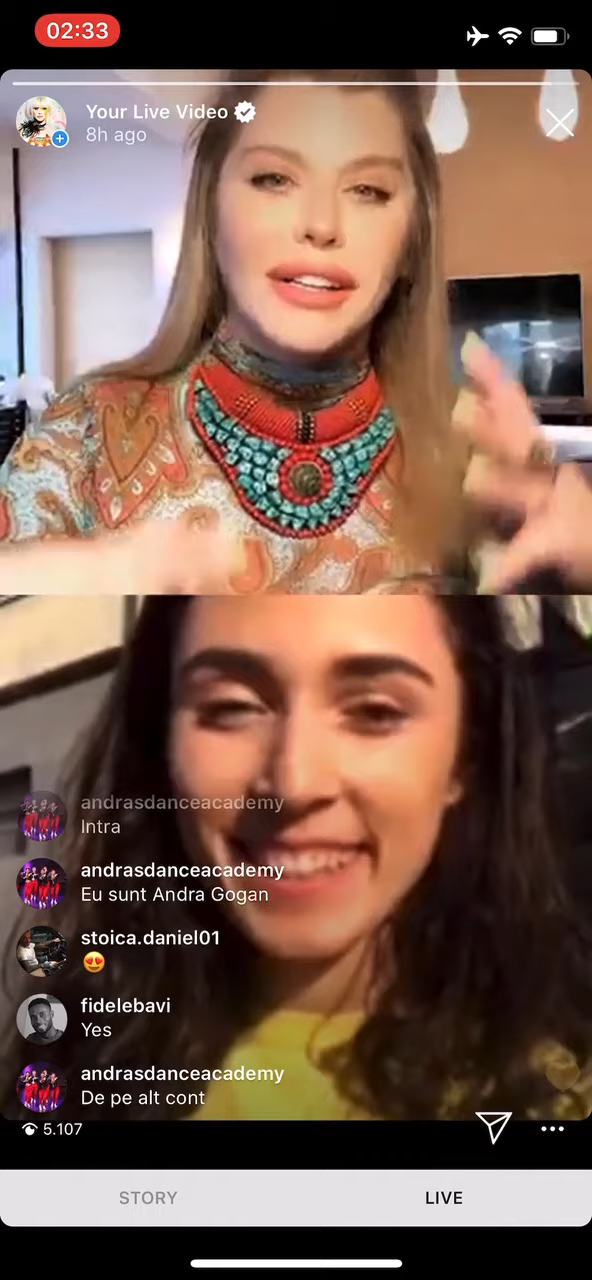 02:33
Your Live Video
8h ago
andrasdanceacademy
Intra
andrasdanceacademy
Eu sunt Andra Gogan
stoica.daniel01
😍
fidelebavi
Yes
andrasdanceacademy
De pe alt cont
5.107
STORY
LIVE